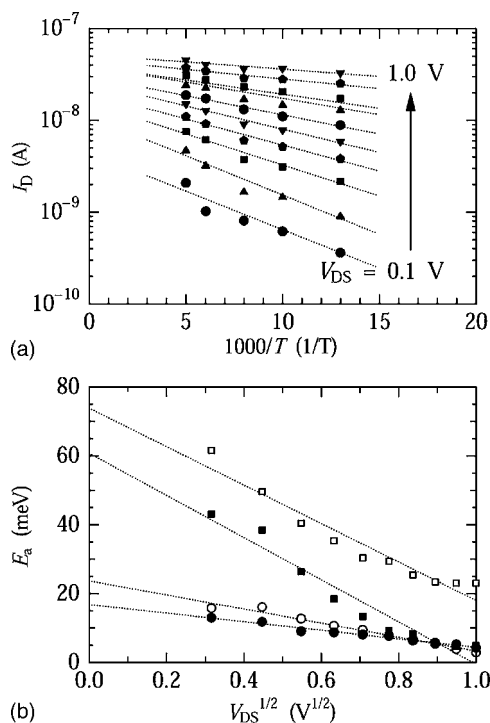 10⁻⁷
10⁻⁸
10⁻⁹
10⁻¹⁰
I_D (A)
1.0 V
V_DS = 0.1 V
0 5 10 15 20
1000/T (1/T)
(a)
80
60
40
20
0
E_a (meV)
0.0 0.2 0.4 0.6 0.8 1.0
V_DS^1/2 (V^1/2)
(b)